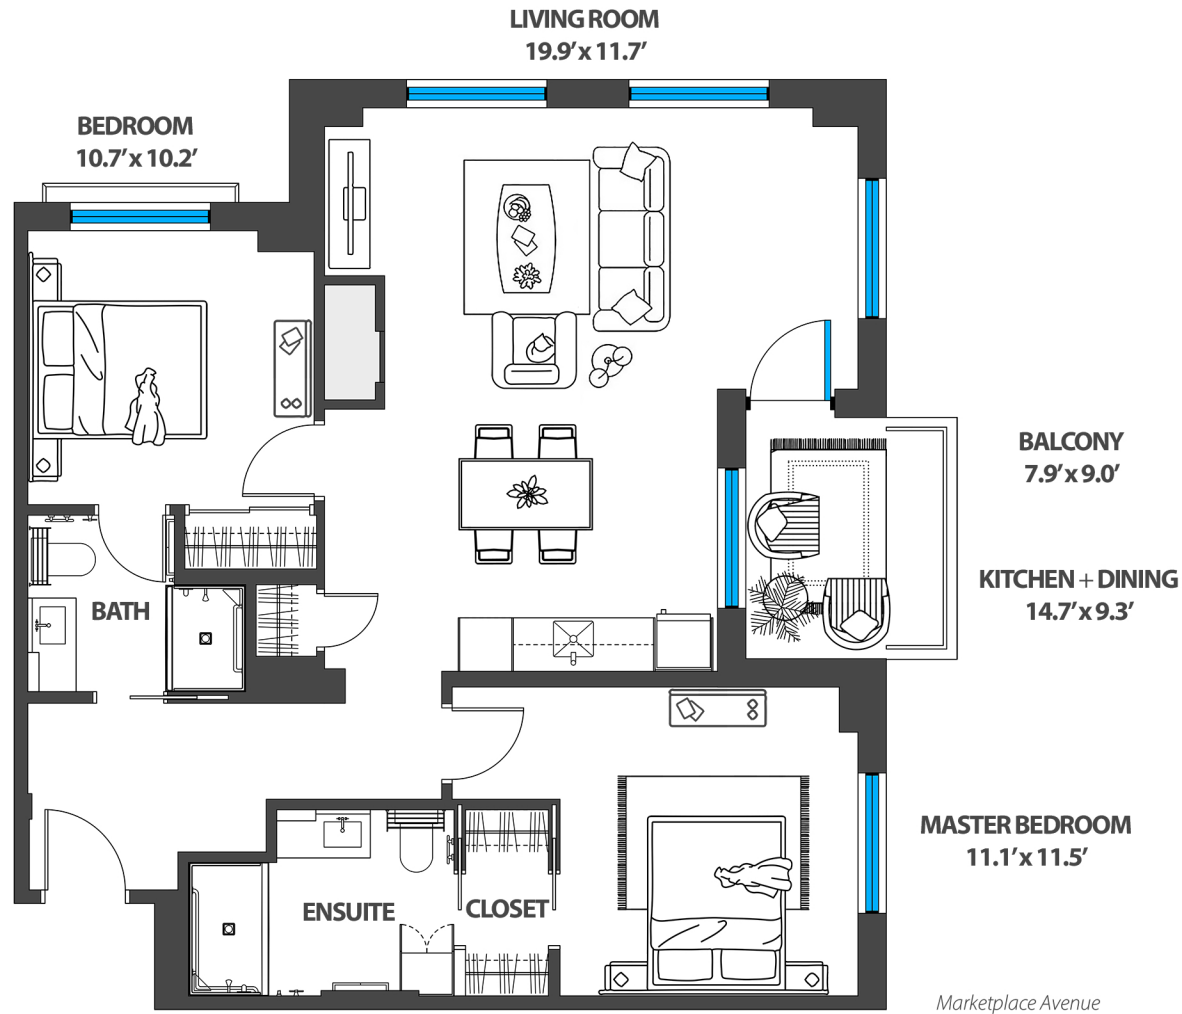 LIVING ROOM
19.9’ x 11.7’
BEDROOM
10.7’ x 10.2’
BALCONY
7.9’ x 9.0’
KITCHEN + DINING
14.7’ x 9.3’
BATH
MASTER BEDROOM
11.1’ x 11.5’
ENSUITE
CLOSET
Marketplace Avenue